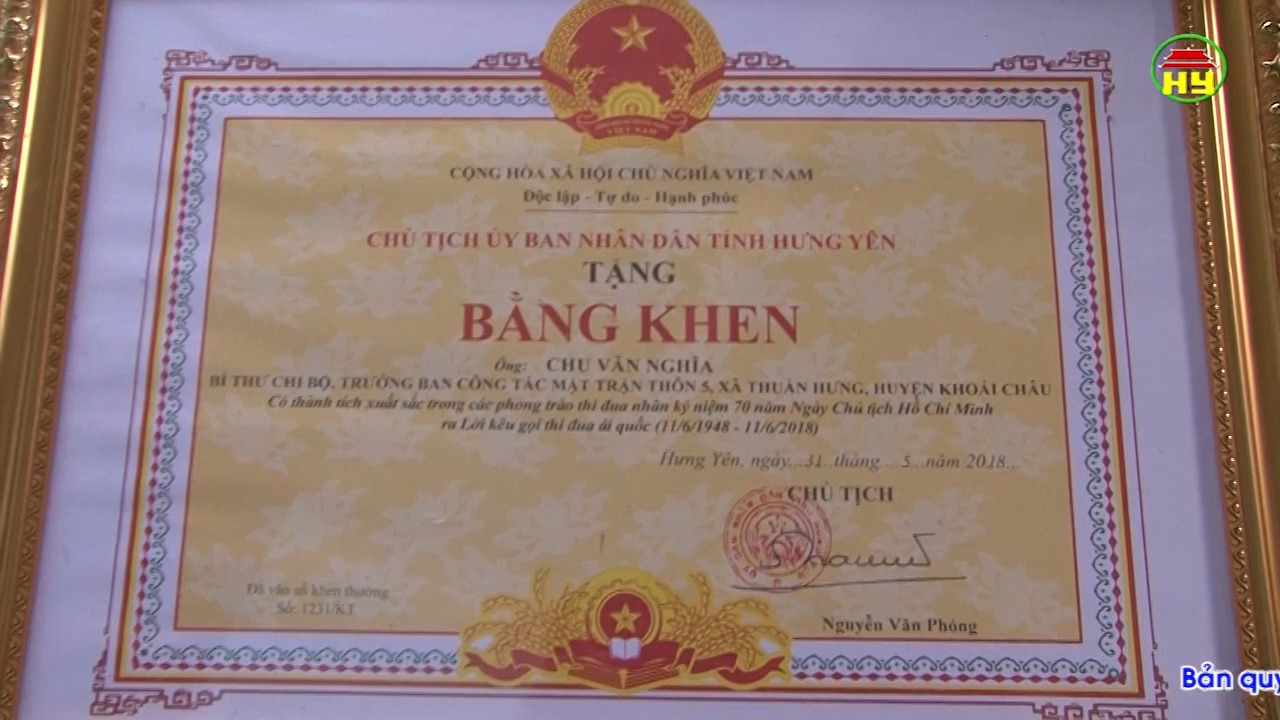 HY
VIỆT NAM
CỘNG HÒA XÃ HỘI CHỦ NGHĨA VIỆT NAM
Độc lập - Tự do - Hạnh phúc
CHỦ TỊCH ỦY BAN NHÂN DÂN TỈNH HƯNG YÊN
TẶNG
BẰNG KHEN
Ông: CHU VĂN NGHĨA
BÍ THƯ CHI BỘ, TRƯỞNG BAN CÔNG TÁC MẶT TRẬN THÔN 5, XÃ THUẦN HƯNG, HUYỆN KHOÁI CHÂU
Có thành tích xuất sắc trong các phong trào thi đua nhân kỷ niệm 70 năm Ngày Chủ tịch Hồ Chí Minh
ra Lời kêu gọi thi đua ái quốc (11/6/1948 - 11/6/2018)
Hưng Yên, ngày...31..tháng....5...năm 2018...
CHỦ TỊCH
Đã vào sổ khen thưởng
Số: 1231/KT
Nguyễn Văn Phóng
Bản quy